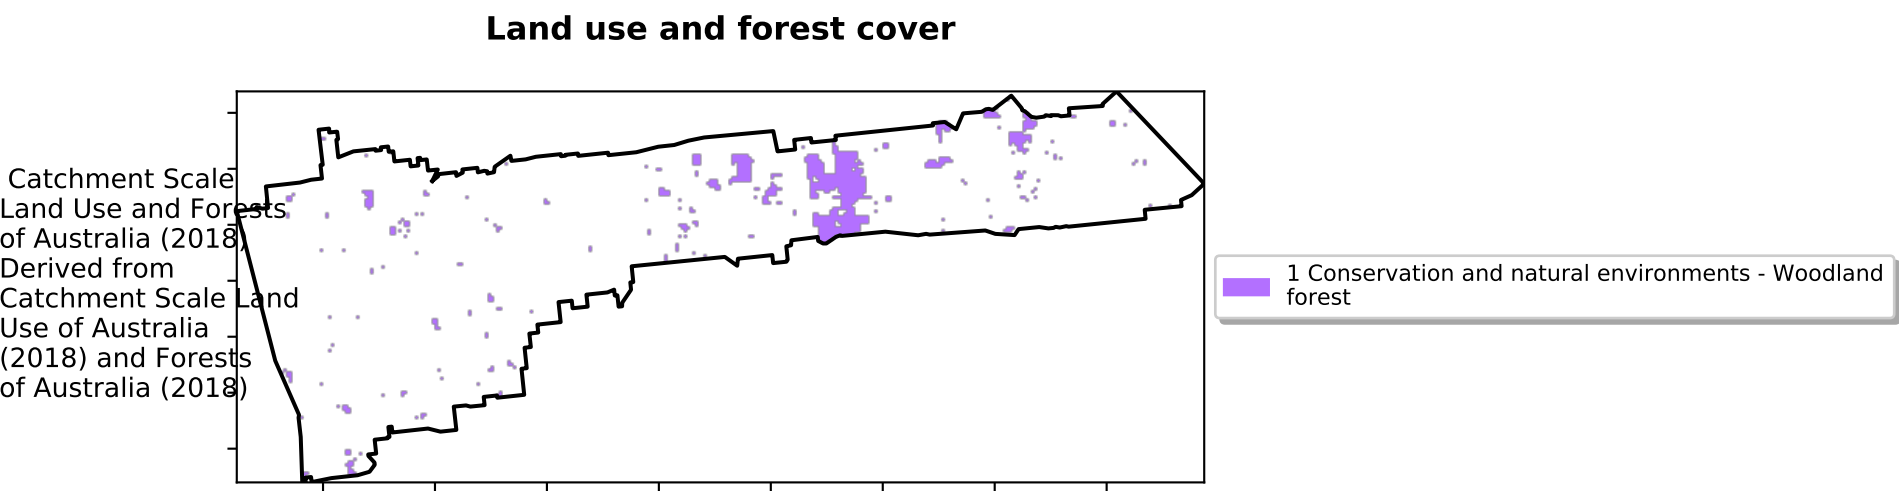 Land use and forest cover
Catchment Scale
Land Use and Forests
of Australia (2018)
Derived from
Catchment Scale Land
Use of Australia
(2018) and Forests
of Australia (2018)
1 Conservation and natural environments - Woodland
forest